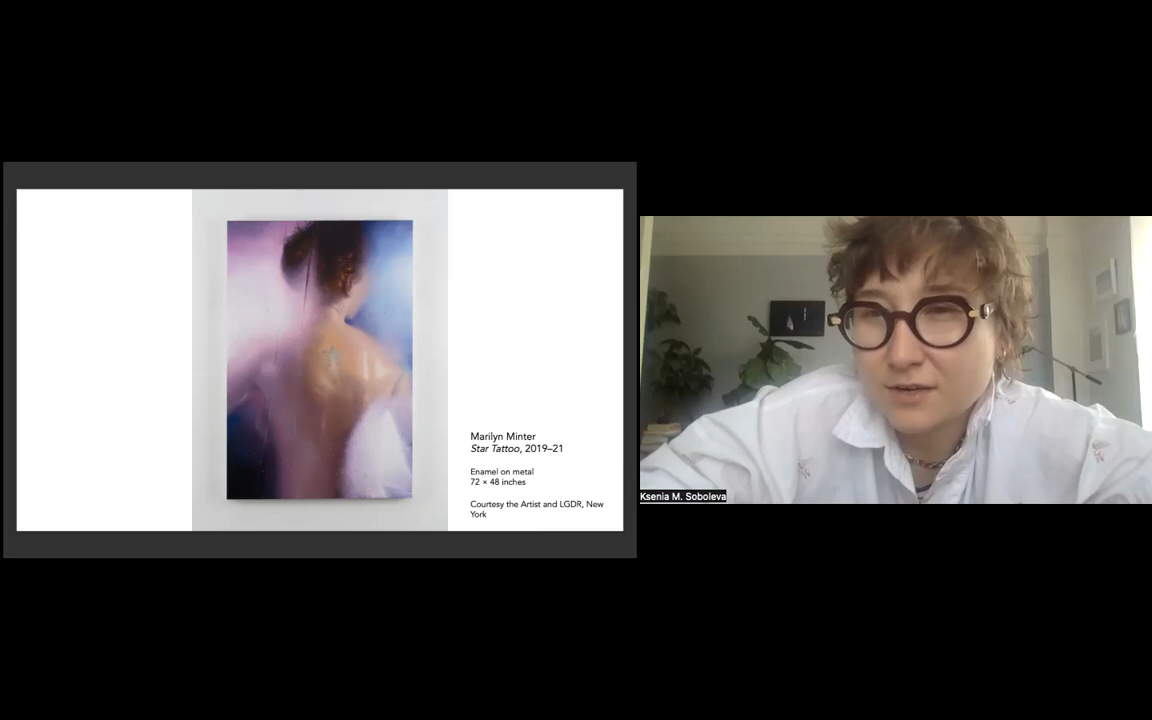 Marilyn Minter
Star Tattoo, 2019–21
Enamel on metal
72 × 48 inches
Courtesy the Artist and LGDR, New
York
Ksenia M. Soboleva